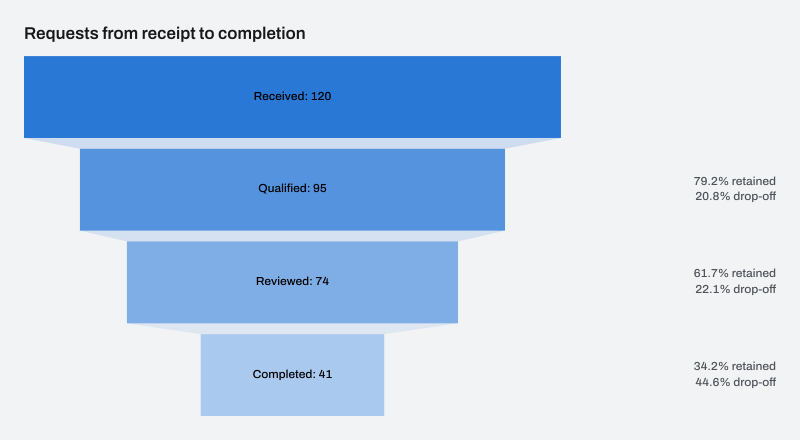 Requests from receipt to completion
Received: 120
Qualified: 95
79.2% retained
20.8% drop-off
Reviewed: 74
61.7% retained
22.1% drop-off
Completed: 41
34.2% retained
44.6% drop-off